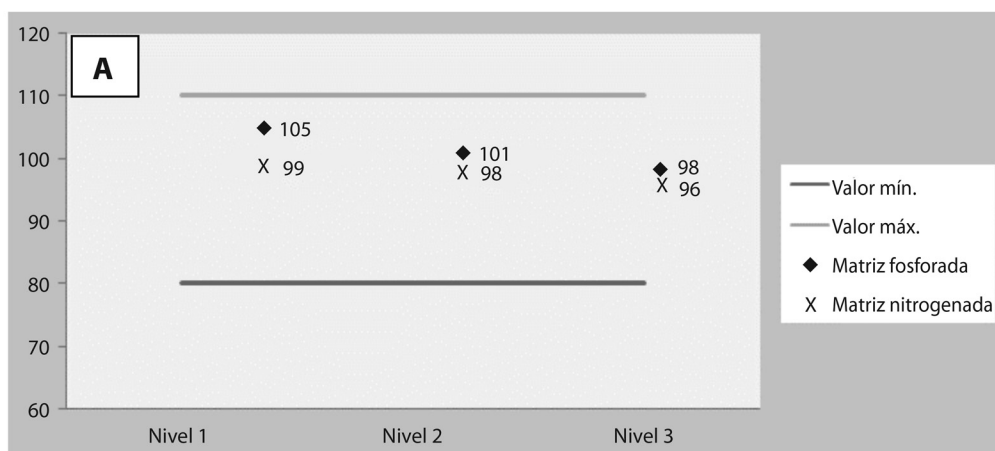 120
A
110
105
99
100
101
98
98
96
90
80
70
60
Nivel 1
Nivel 2
Nivel 3
Valor mín.
Valor máx.
Matriz fosforada
Matriz nitrogenada